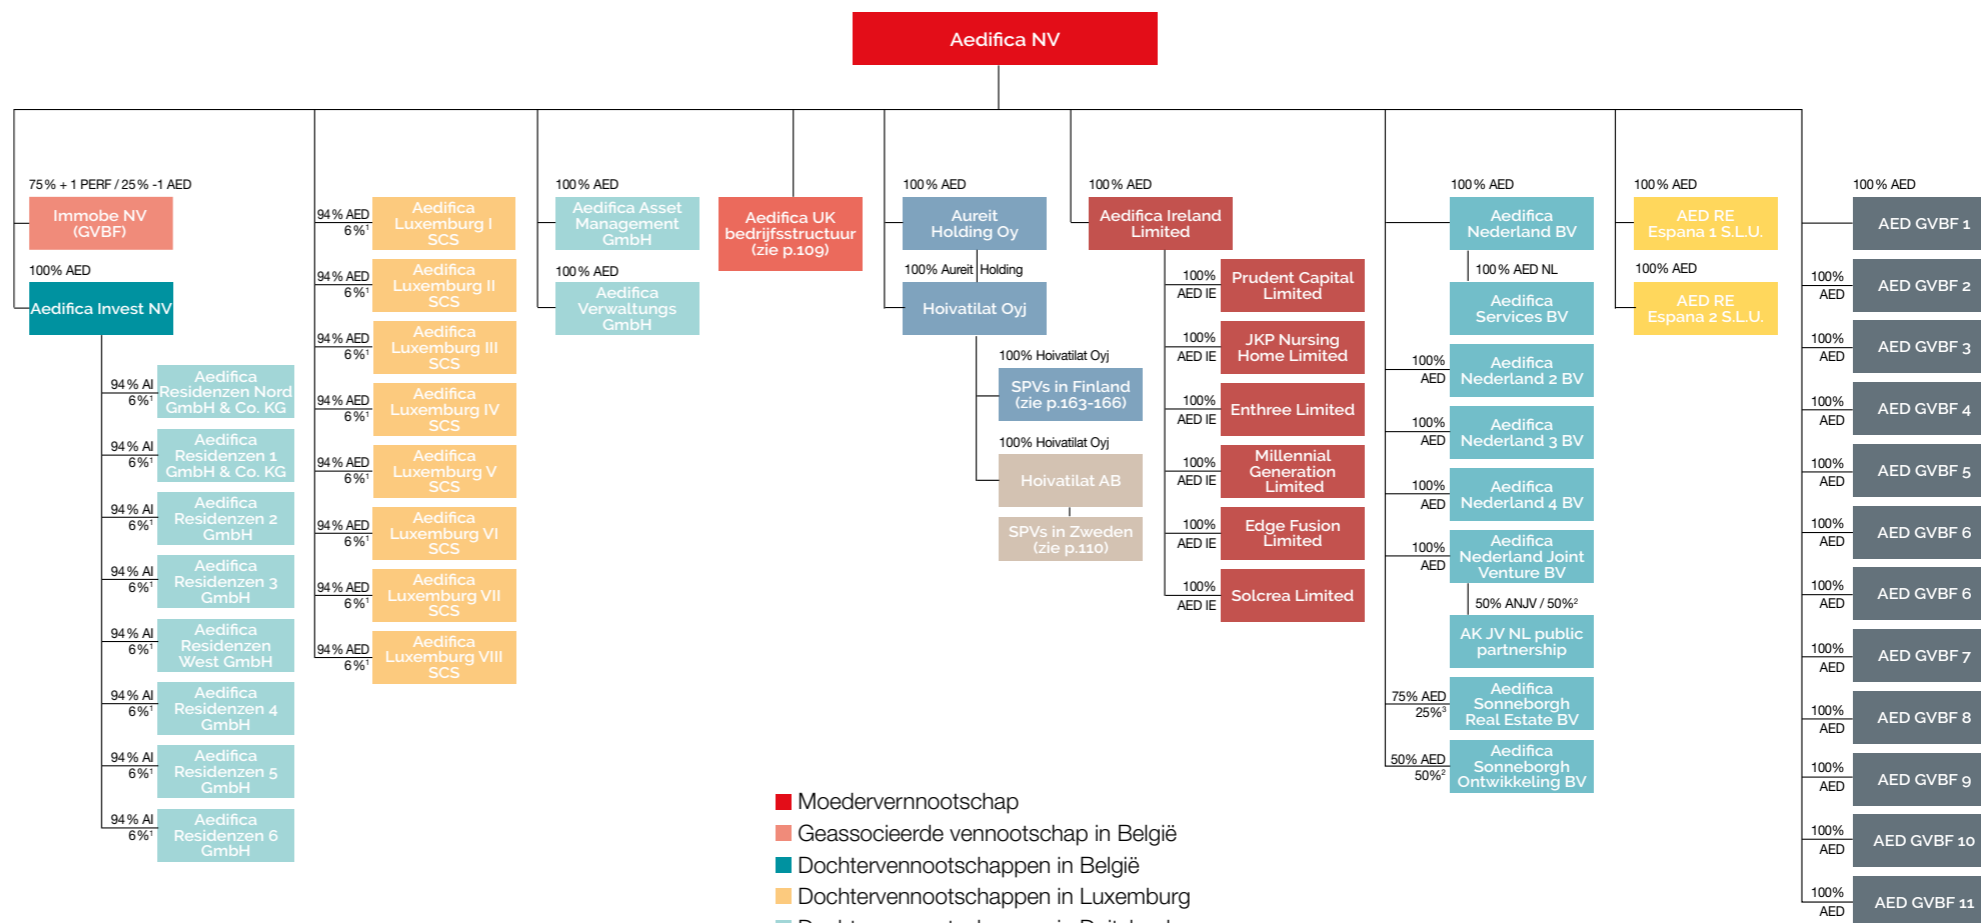 Aedifica NV
75% + 1 PERF / 25% -1 AED
Immobe NV
(GVBF)
100% AED
Aedifica Invest NV
94% AI
6%¹
Aedifica
Residenzen Nord
GmbH & Co. KG
94% AI
6%¹
Aedifica
Residenzen 1
GmbH & Co. KG
94% AI
6%¹
Aedifica
Residenzen 2
GmbH
94% AI
6%¹
Aedifica
Residenzen 3
GmbH
94% AI
6%¹
Aedifica
Residenzen
West GmbH
94% AI
6%¹
Aedifica
Residenzen 4
GmbH
94% AI
6%¹
Aedifica
Residenzen 5
GmbH
94% AI
6%¹
Aedifica
Residenzen 6
GmbH
94% AED
6%¹
Aedifica
Luxemburg I
SCS
94% AED
6%¹
Aedifica
Luxemburg II
SCS
94% AED
6%¹
Aedifica
Luxemburg III
SCS
94% AED
6%¹
Aedifica
Luxemburg IV
SCS
94% AED
6%¹
Aedifica
Luxemburg V
SCS
94% AED
6%¹
Aedifica
Luxemburg VI
SCS
94% AED
6%¹
Aedifica
Luxemburg VII
SCS
94% AED
6%¹
Aedifica
Luxemburg VIII
SCS
100% AED
Aedifica Asset
Management
GmbH
100% AED
Aedifica
Verwaltungs
GmbH
Aedifica UK
bedrijfsstructuur
(zie p.109)
100% AED
Aureit
Holding Oy
100% Aureit Holding
Hoivatilat Oyj
100% Hoivatilat Oyj
SPVs in Finland
(zie p.163-166)
100% Hoivatilat Oyj
Hoivatilat AB
SPVs in Zweden
(zie p.110)
100% AED
Aedifica Ireland
Limited
100%
AED IE
Prudent Capital
Limited
100%
AED IE
JKP Nursing
Home Limited
100%
AED IE
Enthree Limited
100%
AED IE
Millennial
Generation
Limited
100%
AED IE
Edge Fusion
Limited
100%
AED IE
Solcrea Limited
100% AED
Aedifica
Nederland BV
100% AED NL
Aedifica
Services BV
100%
AED
Aedifica
Nederland 2 BV
100%
AED
Aedifica
Nederland 3 BV
100%
AED
Aedifica
Nederland 4 BV
100%
AED
Aedifica
Nederland Joint
Venture BV
50% ANJV / 50%²
AK JV NL public
partnership
75% AED
25%³
Aedifica
Sonneborgh
Real Estate BV
50% AED
50%²
Aedifica
Sonneborgh
Ontwikkeling BV
100% AED
AED RE
Espana 1 S.L.U.
100% AED
AED RE
Espana 2 S.L.U.
100% AED
AED GVBF 1
100%
AED
AED GVBF 2
100%
AED
AED GVBF 3
100%
AED
AED GVBF 4
100%
AED
AED GVBF 5
100%
AED
AED GVBF 6
100%
AED
AED GVBF 6
100%
AED
AED GVBF 7
100%
AED
AED GVBF 8
100%
AED
AED GVBF 9
100%
AED
AED GVBF 10
100%
AED
AED GVBF 11
Moedervernnootschap
Geassocieerde vennootschap in België
Dochtervennootschappen in België
Dochtervennootschappen in Luxemburg